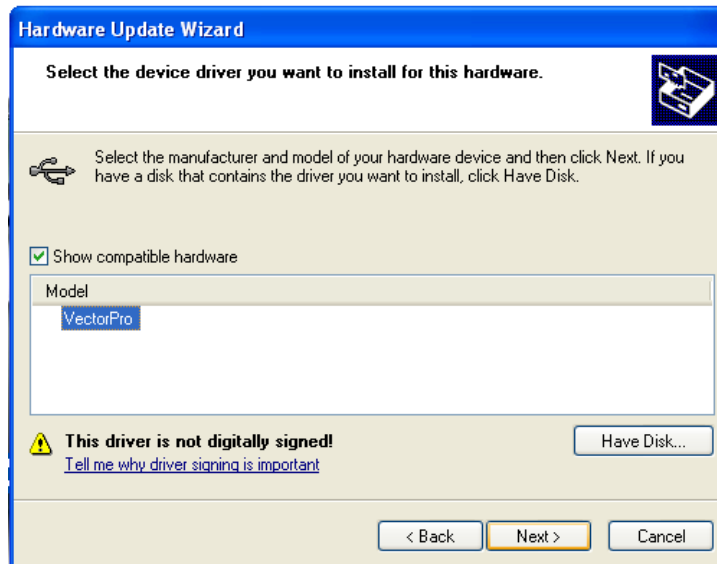 Hardware Update Wizard
Select the device driver you want to install for this hardware.
Select the manufacturer and model of your hardware device and then click Next. If you
have a disk that contains the driver you want to install, click Have Disk.
Show compatible hardware
Model
VectorPro
This driver is not digitally signed!
Have Disk...
Tell me why driver signing is important
< Back
Next >
Cancel